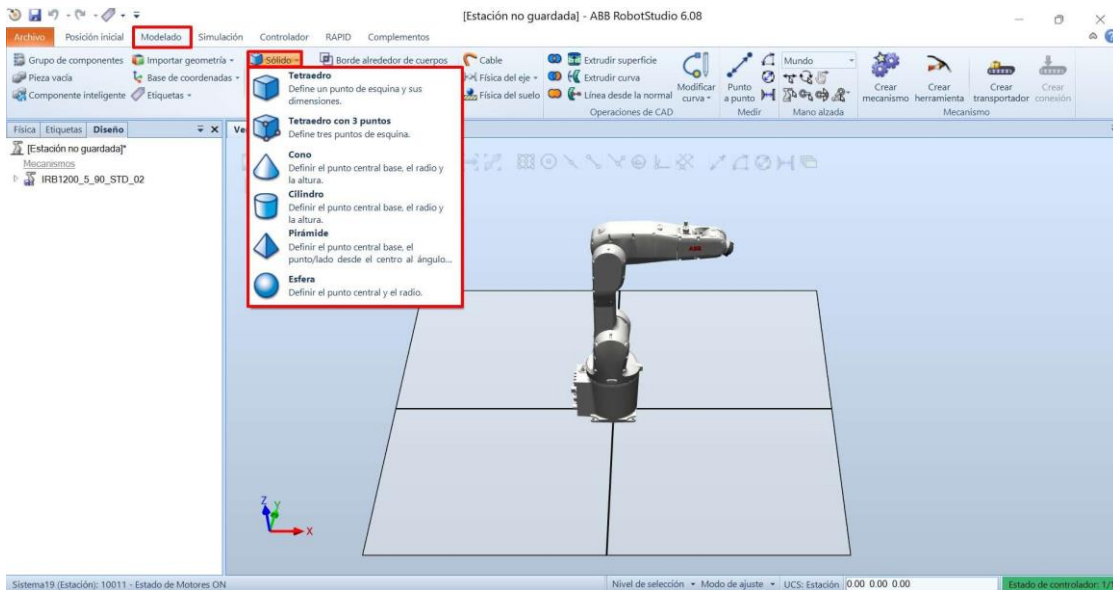 [Estación no guardada] - ABB RobotStudio 6.08
Archivo Posición inicial Modelado Simulación Controlador RAPID Complementos
Grupo de componentes Importar geometría Sólido Borde alrededor de cuerpos Cable Extrudir superficie Mundo
Pieza vacía Base de coordenadas Física del eje Extrudir curva
Componente inteligente Etiquetas Física del suelo Línea desde la normal
Modificar curva Punto a punto Crear mecanismo Crear herramienta Crear transportador Crear conexión
Operaciones de CAD Medir Mano alzada Mecanismo
Física Etiquetas Diseño
[Estación no guardada]*
Mecanismos
IRB1200_5_90_STD_02
Tetraedro
Define un punto de esquina y sus
dimensiones.
Tetraedro con 3 puntos
Define tres puntos de esquina.
Cono
Definir el punto central base, el radio y
la altura.
Cilindro
Definir el punto central base, el radio y
la altura.
Pirámide
Definir el punto central base, el
punto/lado desde el centro al ángulo...
Esfera
Definir el punto central y el radio.
ABB
Z
Y
X
Sistema19 (Estación): 10011 - Estado de Motores ON Nivel de selección Modo de ajuste UCS: Estación 0.00 0.00 0.00 Estado de controlador: 1/1